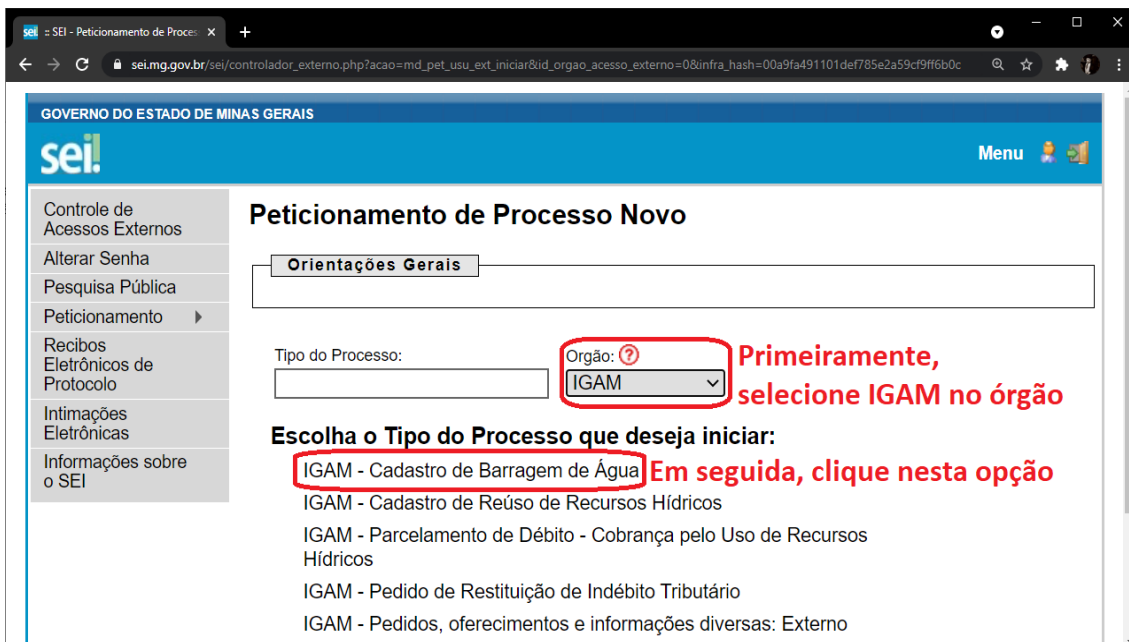 sei! :: SEI - Peticionamento de Proces
sei.mg.gov.br/sei/controlador_externo.php?acao=md_pet_usu_ext_iniciar&id_orgao_acesso_externo=0&infra_hash=00a9fa491101def785e2a59cf9ff6b0c
GOVERNO DO ESTADO DE MINAS GERAIS
sei!
Menu
Controle de
Acessos Externos
Alterar Senha
Pesquisa Pública
Peticionamento
Recibos
Eletrônicos de
Protocolo
Intimações
Eletrônicas
Informações sobre
o SEI
Peticionamento de Processo Novo
Orientações Gerais
Tipo do Processo:
Orgão: ?
IGAM
Primeiramente,
selecione IGAM no órgão
Escolha o Tipo do Processo que deseja iniciar:
IGAM - Cadastro de Barragem de Água
Em seguida, clique nesta opção
IGAM - Cadastro de Reúso de Recursos Hídricos
IGAM - Parcelamento de Débito - Cobrança pelo Uso de Recursos
Hídricos
IGAM - Pedido de Restituição de Indébito Tributário
IGAM - Pedidos, oferecimentos e informações diversas: Externo